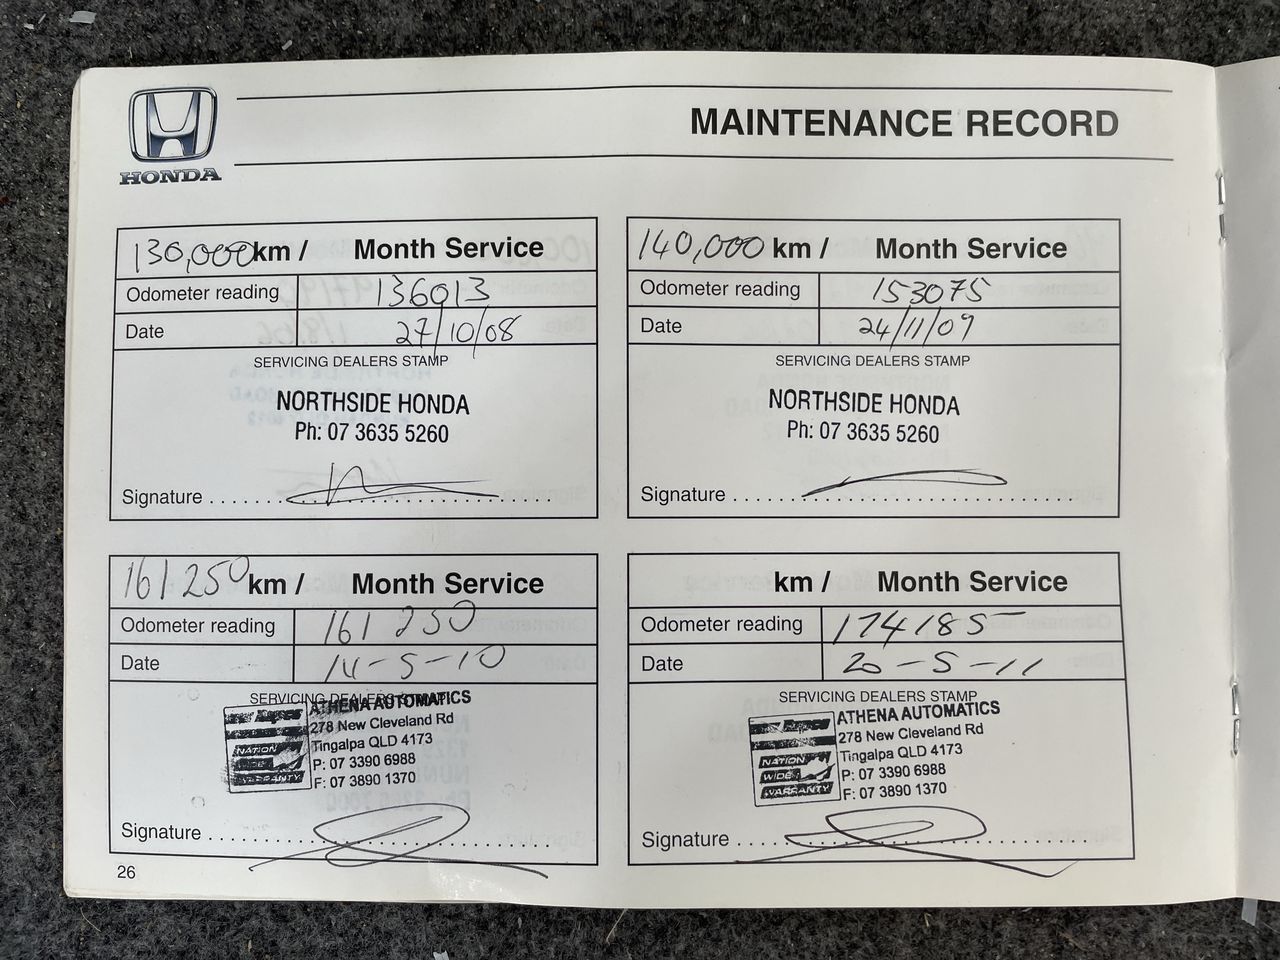 HONDA
MAINTENANCE RECORD
130,000 km / Month Service
Odometer reading 136013
Date 27/10/08
SERVICING DEALERS STAMP
NORTHSIDE HONDA
Ph: 07 3635 5260
Signature
140,000 km / Month Service
Odometer reading 153075
Date 24/11/09
SERVICING DEALERS STAMP
NORTHSIDE HONDA
Ph: 07 3635 5260
Signature
161 250 km / Month Service
Odometer reading 161 250
Date 14-5-10
SERVICING DEALERS STAMP
ATHENA AUTOMATICS
278 New Cleveland Rd
Tingalpa QLD 4173
P: 07 3390 6988
F: 07 3890 1370
NATION
WARRANTY
Signature
km / Month Service
Odometer reading 174185
Date 20-5-11
SERVICING DEALERS STAMP
ATHENA AUTOMATICS
278 New Cleveland Rd
Tingalpa QLD 4173
P: 07 3390 6988
F: 07 3890 1370
NATION
WIDE
WARRANTY
Signature
26